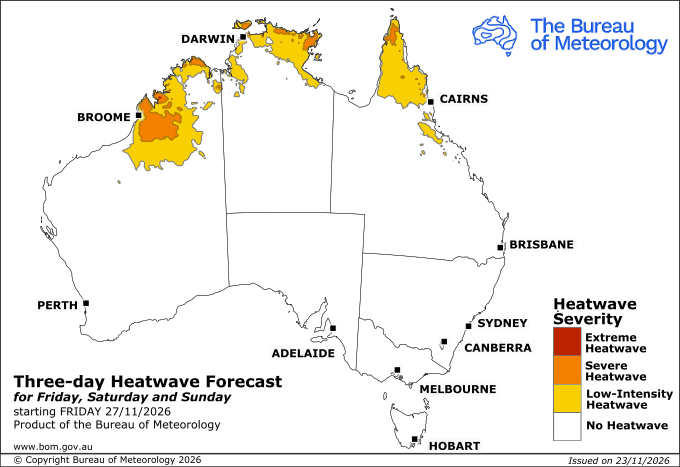 The Bureau
of Meteorology
DARWIN
BROOME
CAIRNS
BRISBANE
PERTH
ADELAIDE
SYDNEY
CANBERRA
MELBOURNE
HOBART
Heatwave
Severity
Extreme
Heatwave
Severe
Heatwave
Low-Intensity
Heatwave
No Heatwave
Three-day Heatwave Forecast
for Friday, Saturday and Sunday
starting FRIDAY 27/11/2026
Product of the Bureau of Meteorology
www.bom.gov.au
© Copyright Bureau of Meteorology 2026
Issued on 23/11/2026